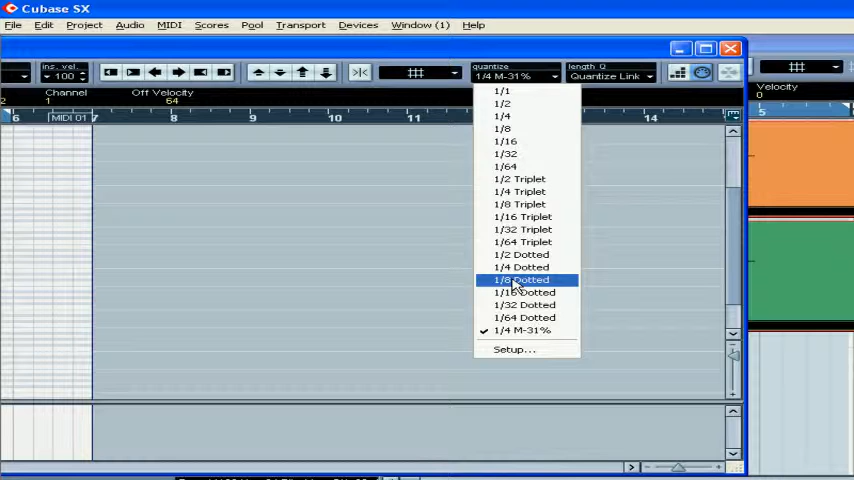 Cubase SX
File Edit Project Audio MIDI Scores Pool Transport Devices Window (1) Help
ins. vel. quantize length Q
100 1/4 M-31% Quantize Link
Channel Off Velocity Velocity
2 1 64 0
6 MIDI 01 7 8 9 10 11 14 5
1/1
1/2
1/4
1/8
1/16
1/32
1/64
1/2 Triplet
1/4 Triplet
1/8 Triplet
1/16 Triplet
1/32 Triplet
1/64 Triplet
1/2 Dotted
1/4 Dotted
1/8 Dotted
1/16 Dotted
1/32 Dotted
1/64 Dotted
1/4 M-31%
Setup...